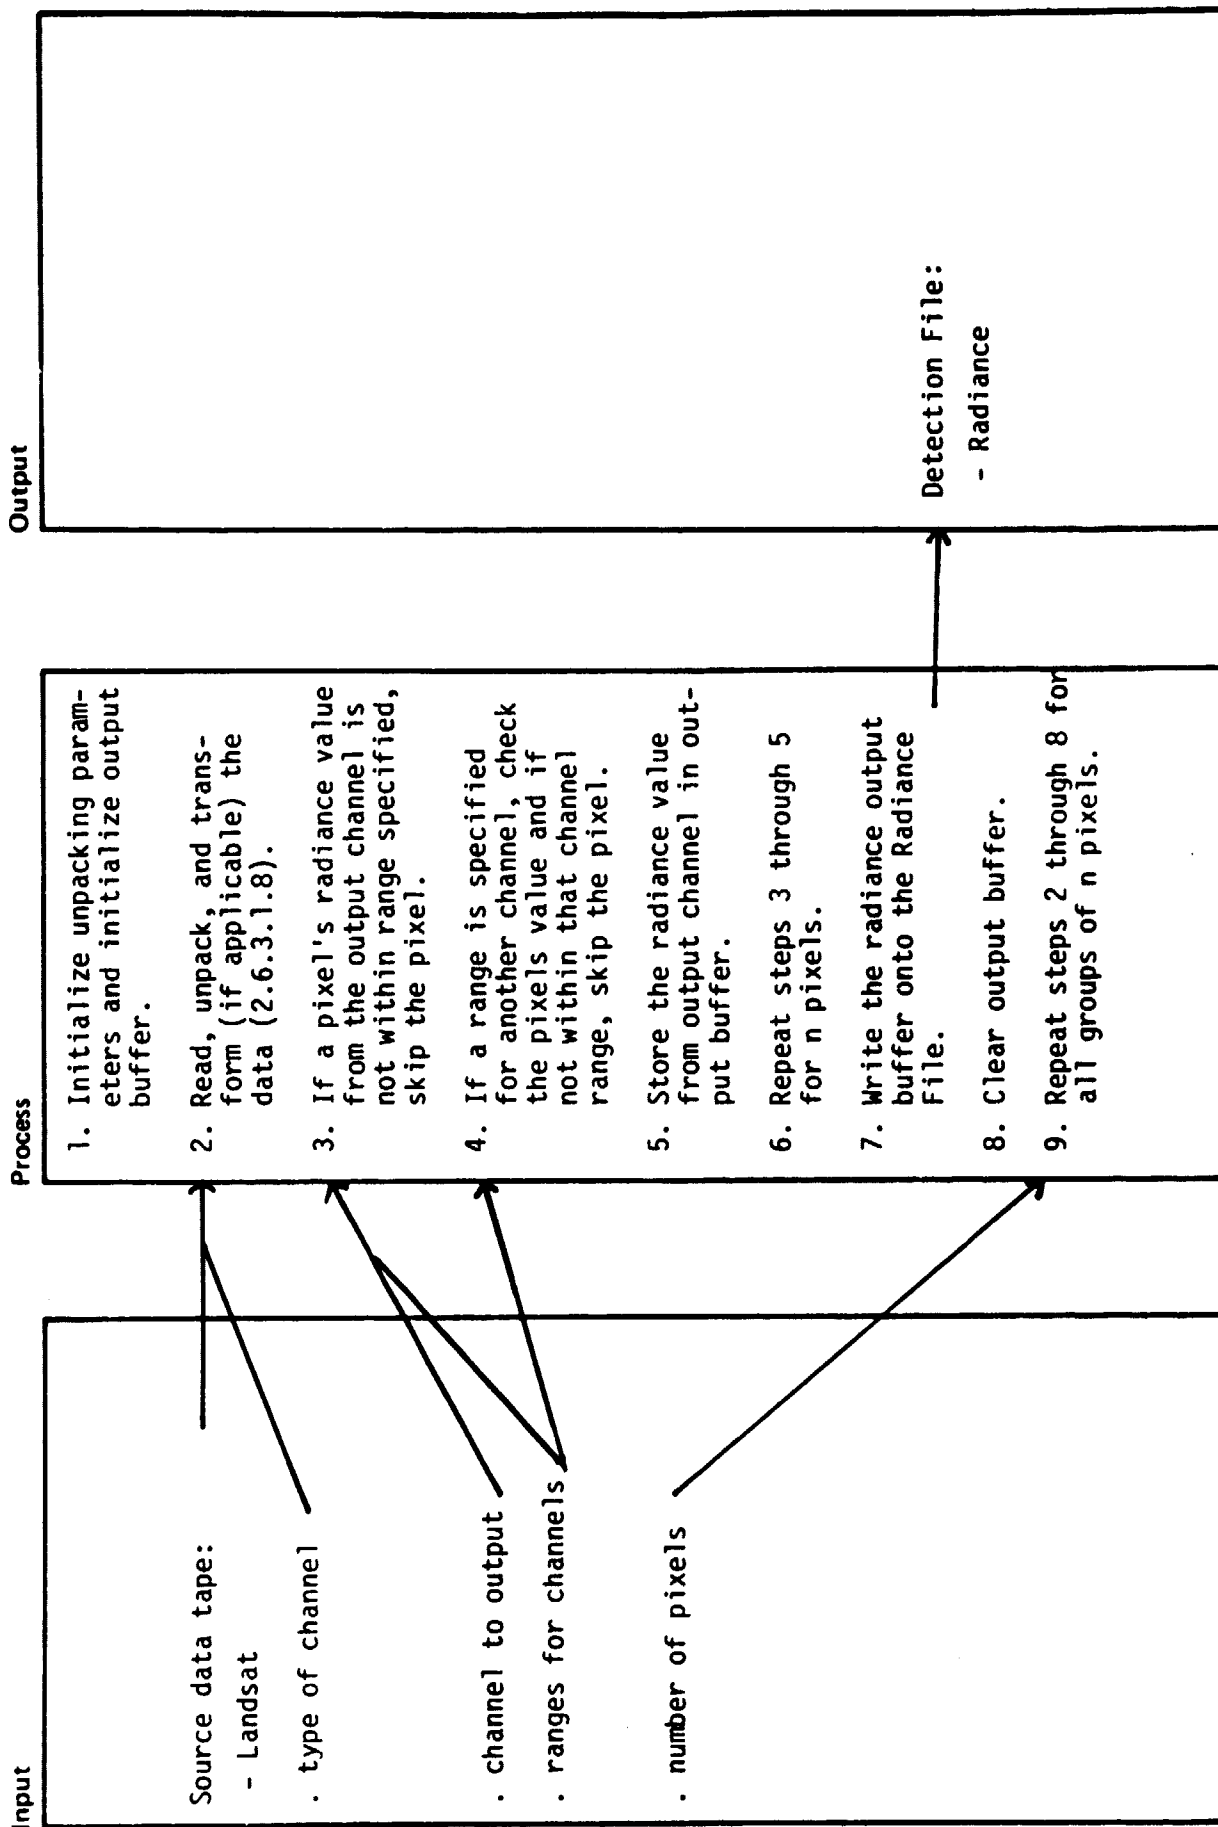 Input
Source data tape:
- Landsat
. type of channel
. channel to output
. ranges for channels
. number of pixels
Process
1. Initialize unpacking param-
eters and initialize output
buffer.
2. Read, unpack, and trans-
form (if applicable) the
data (2.6.3.1.8).
3. If a pixel's radiance value
from the output channel is
not within range specified,
skip the pixel.
4. If a range is specified
for another channel, check
the pixels value and if
not within that channel
range, skip the pixel.
5. Store the radiance value
from output channel in out-
put buffer.
6. Repeat steps 3 through 5
for n pixels.
7. Write the radiance output
buffer onto the Radiance
File.
8. Clear output buffer.
9. Repeat steps 2 through 8 for
all groups of n pixels.
Output
Detection File:
- Radiance